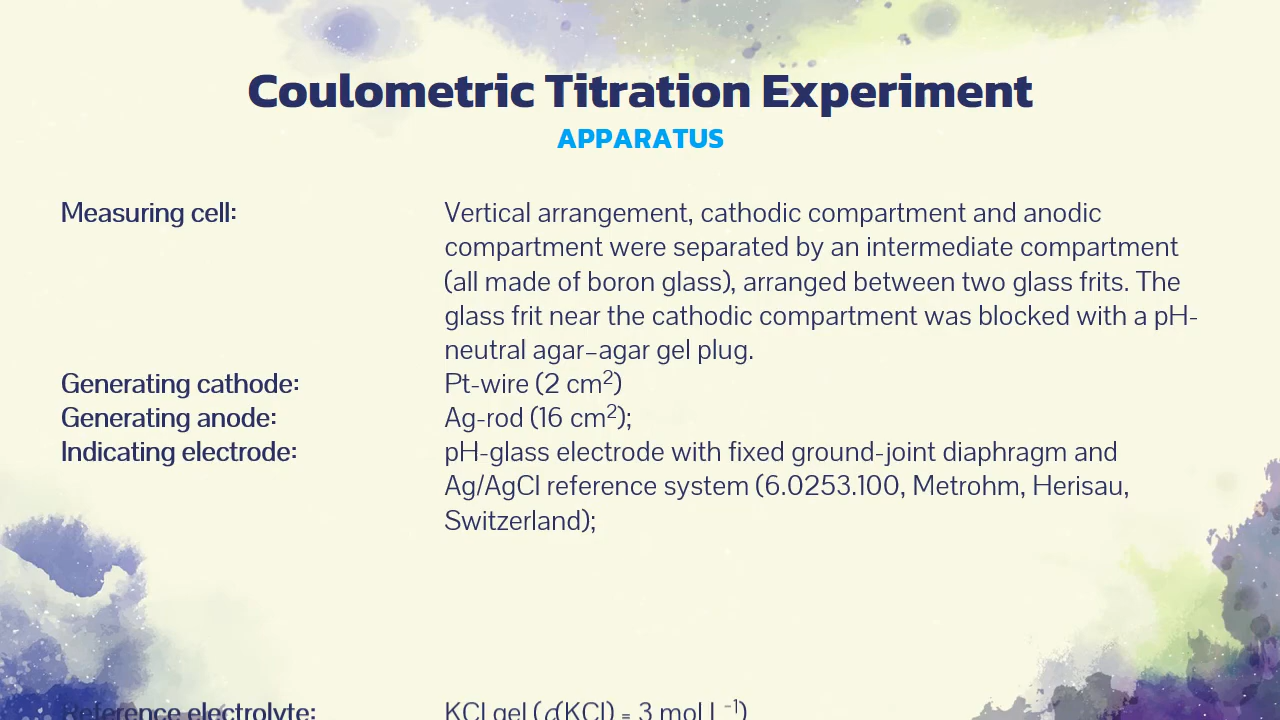 Coulometric Titration Experiment
APPARATUS
Measuring cell: Vertical arrangement, cathodic compartment and anodic
compartment were separated by an intermediate compartment
(all made of boron glass), arranged between two glass frits. The
glass frit near the cathodic compartment was blocked with a pH-
neutral agar–agar gel plug.
Generating cathode: Pt-wire (2 cm²)
Generating anode: Ag-rod (16 cm²);
Indicating electrode: pH-glass electrode with fixed ground-joint diaphragm and
Ag/AgCl reference system (6.0253.100, Metrohm, Herisau,
Switzerland);
Reference electrolyte: KCl gel (c(KCl) = 3 mol L⁻¹)